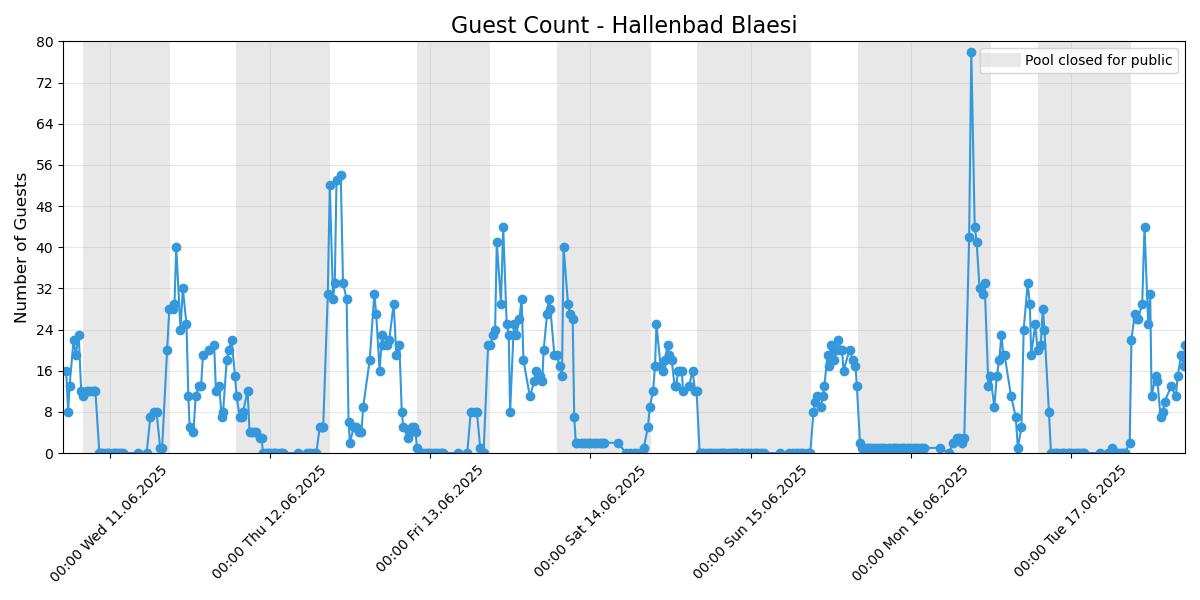 Guest Count - Hallenbad Blaesi
Pool closed for public
Number of Guests
80
72
64
56
48
40
32
24
16
8
0
00:00 Wed 11.06.2025
00:00 Thu 12.06.2025
00:00 Fri 13.06.2025
00:00 Sat 14.06.2025
00:00 Sun 15.06.2025
00:00 Mon 16.06.2025
00:00 Tue 17.06.2025